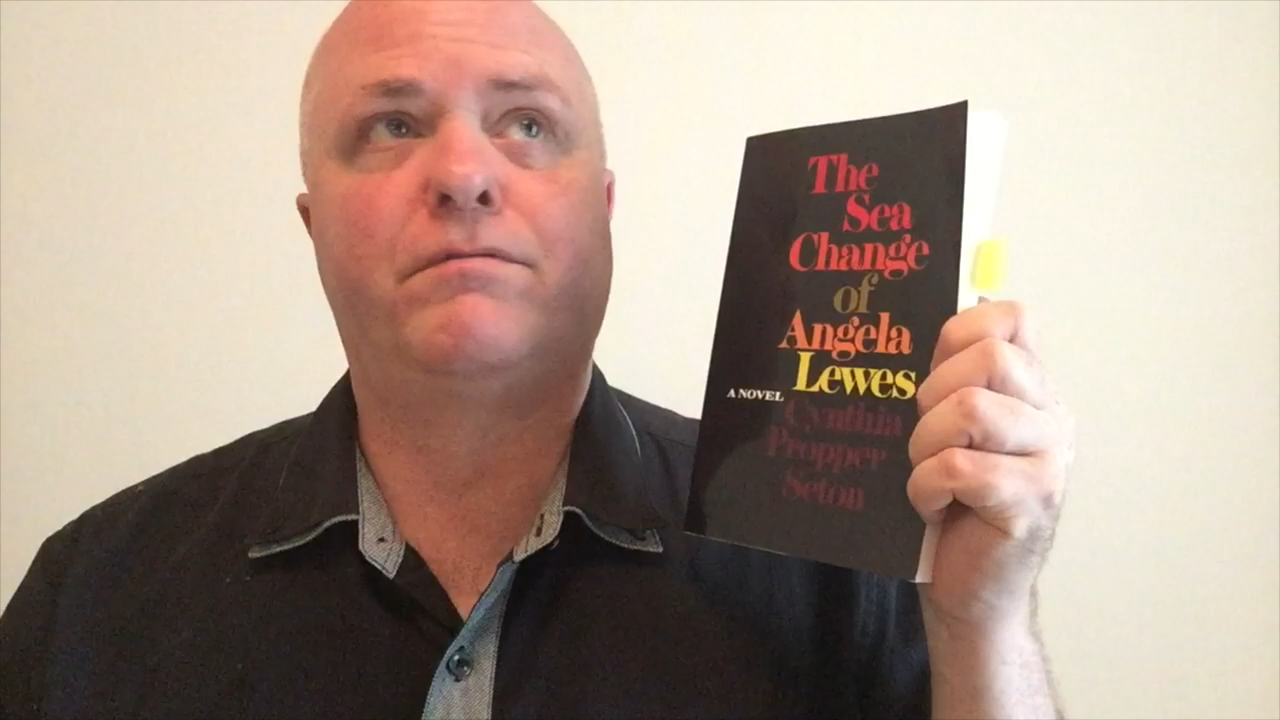 The
Sea
Change
of
Angela
Lewes
A NOVEL
Cynthia
Propper
Seton